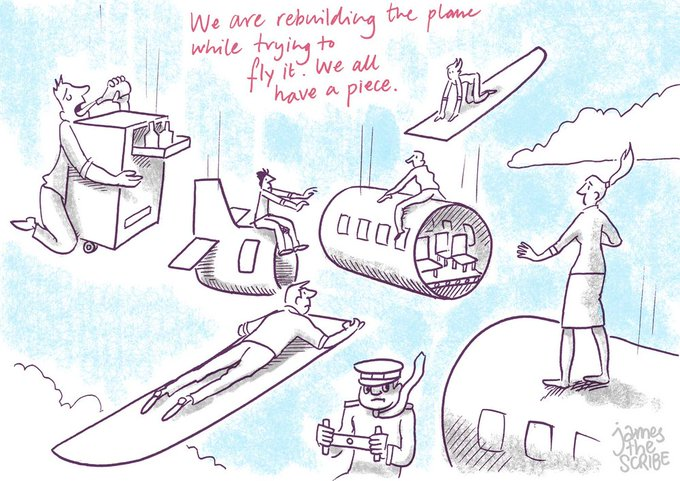 We are rebuilding the plane
while trying to
fly it. We all
have a piece.
james
the
SCRIBE